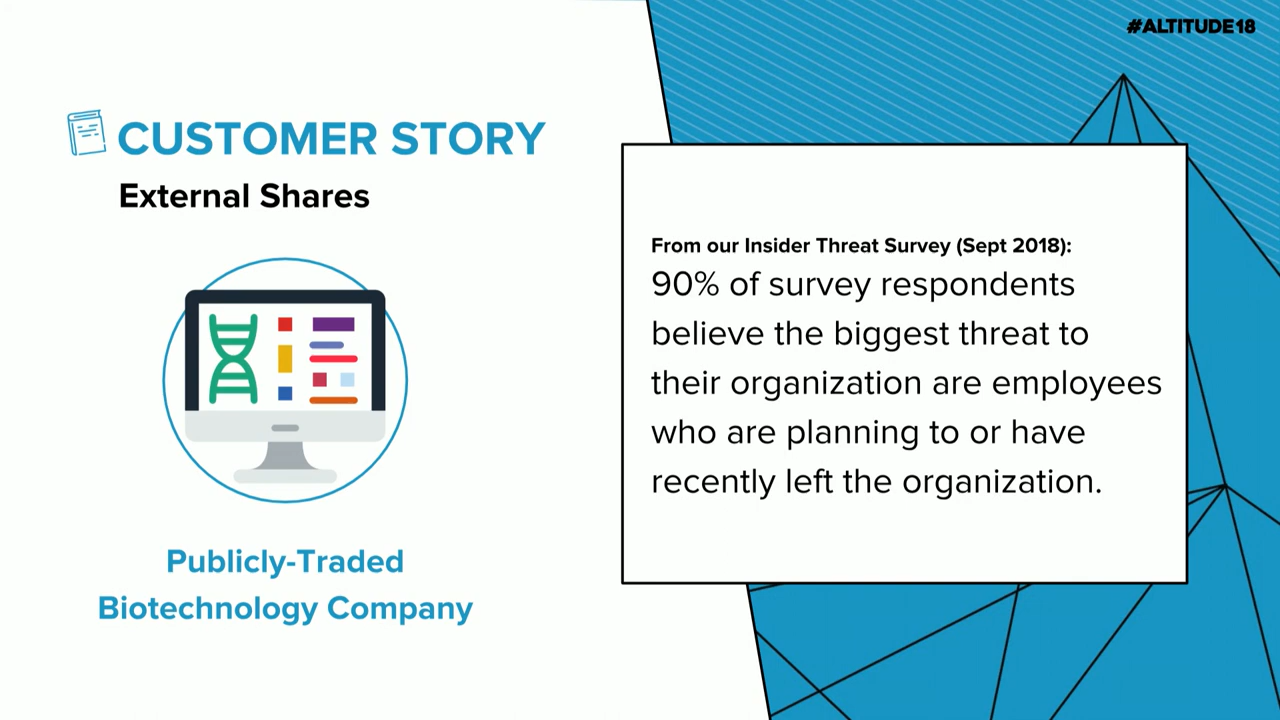 #ALTITUDE18
CUSTOMER STORY
External Shares
Publicly-Traded
Biotechnology Company
From our Insider Threat Survey (Sept 2018):
90% of survey respondents
believe the biggest threat to
their organization are employees
who are planning to or have
recently left the organization.